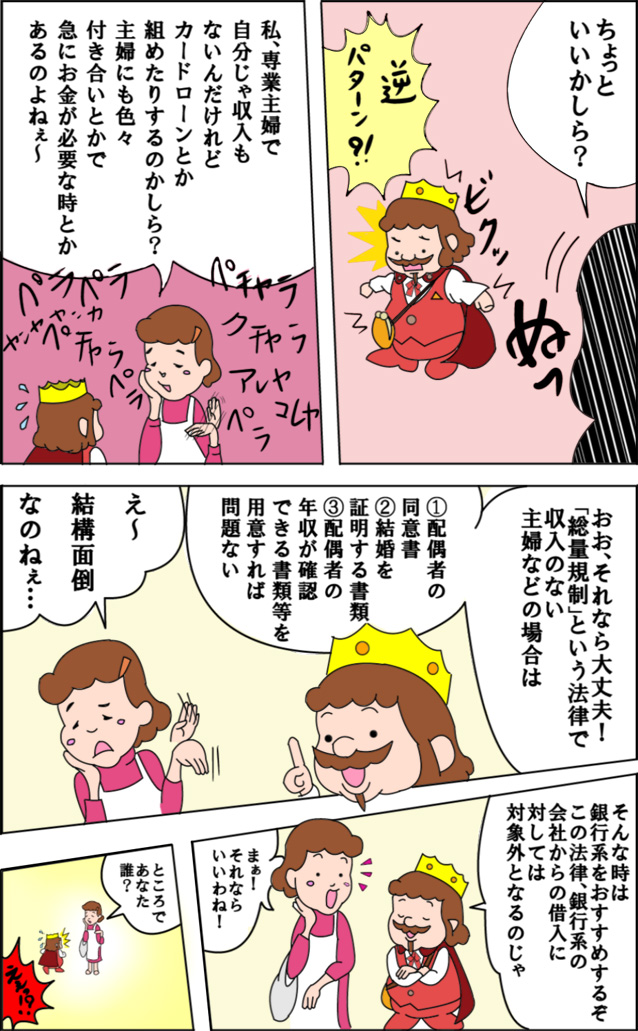 ちょっと
いいかしら？
逆
パターン?!
ビクッ
ぬっ
私、専業主婦で
自分じゃ収入も
ないんだけれど
カードローンとか
組めたりするのかしら？
主婦にも色々
付き合いとかで
急にお金が必要な時とか
あるのよねぇ〜
ペチャラ
クチャラ
アレヤ
コレヤ
ペラ
ペラペラ
ペチャラ
ペラ
おお、それなら大丈夫！
「総量規制」という法律で
収入のない
主婦などの場合は
①配偶者の
同意書
②結婚を
証明する書類
③配偶者の
年収が確認
できる書類等を
用意すれば
問題ない
え〜
結構面倒
なのねぇ…
そんな時は
銀行系をおすすめするぞ
この法律、銀行系の
会社からの借入に
対しては
対象外となるのじゃ
まぁ！
それなら
いいわね！
ところで
あなた
誰？
ええ!?